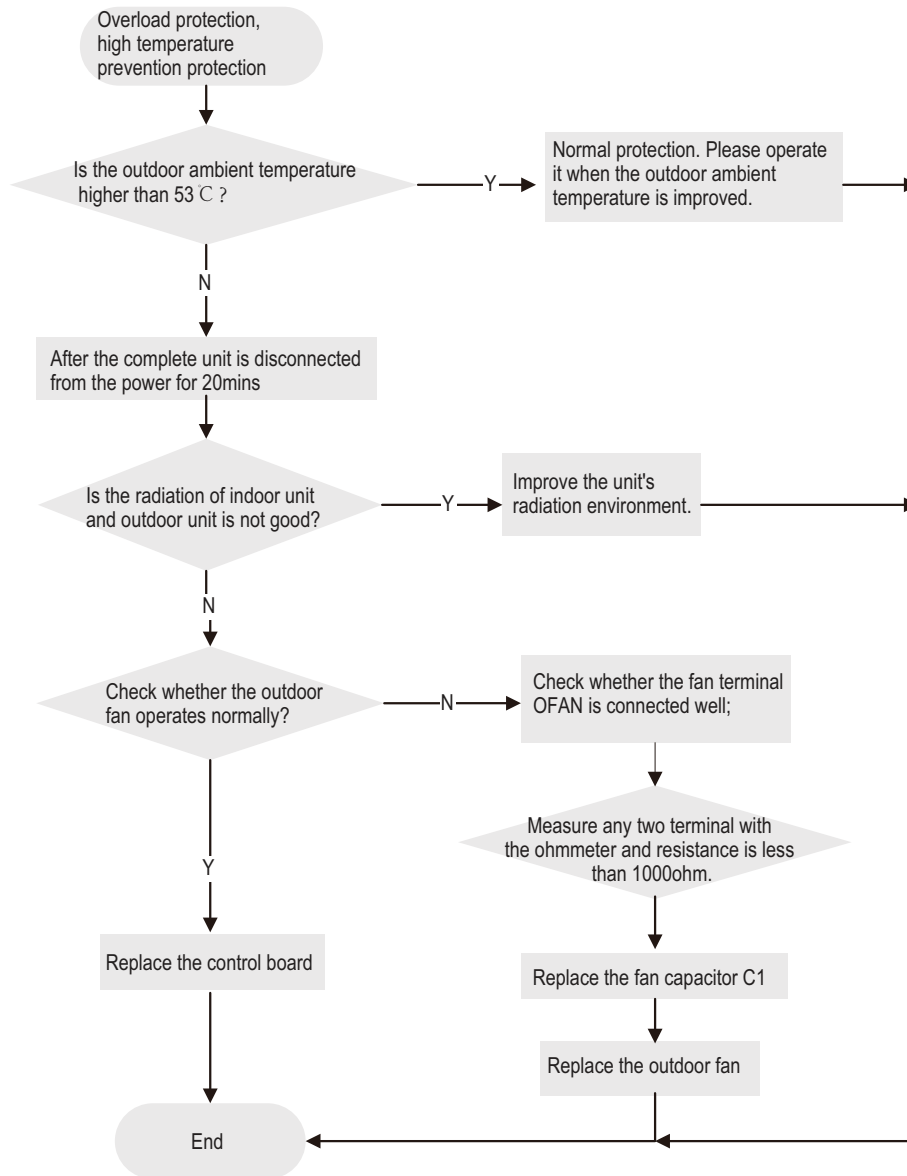 Overload protection,
high temperature
prevention protection
Is the outdoor ambient temperature
higher than 53℃ ?
Y
Normal protection. Please operate
it when the outdoor ambient
temperature is improved.
N
After the complete unit is disconnected
from the power for 20mins
Is the radiation of indoor unit
and outdoor unit is not good?
Y
Improve the unit's
radiation environment.
N
Check whether the outdoor
fan operates normally?
N
Check whether the fan terminal
OFAN is connected well;
Measure any two terminal with
the ohmmeter and resistance is less
than 1000ohm.
Y
Replace the control board
Replace the fan capacitor C1
Replace the outdoor fan
End